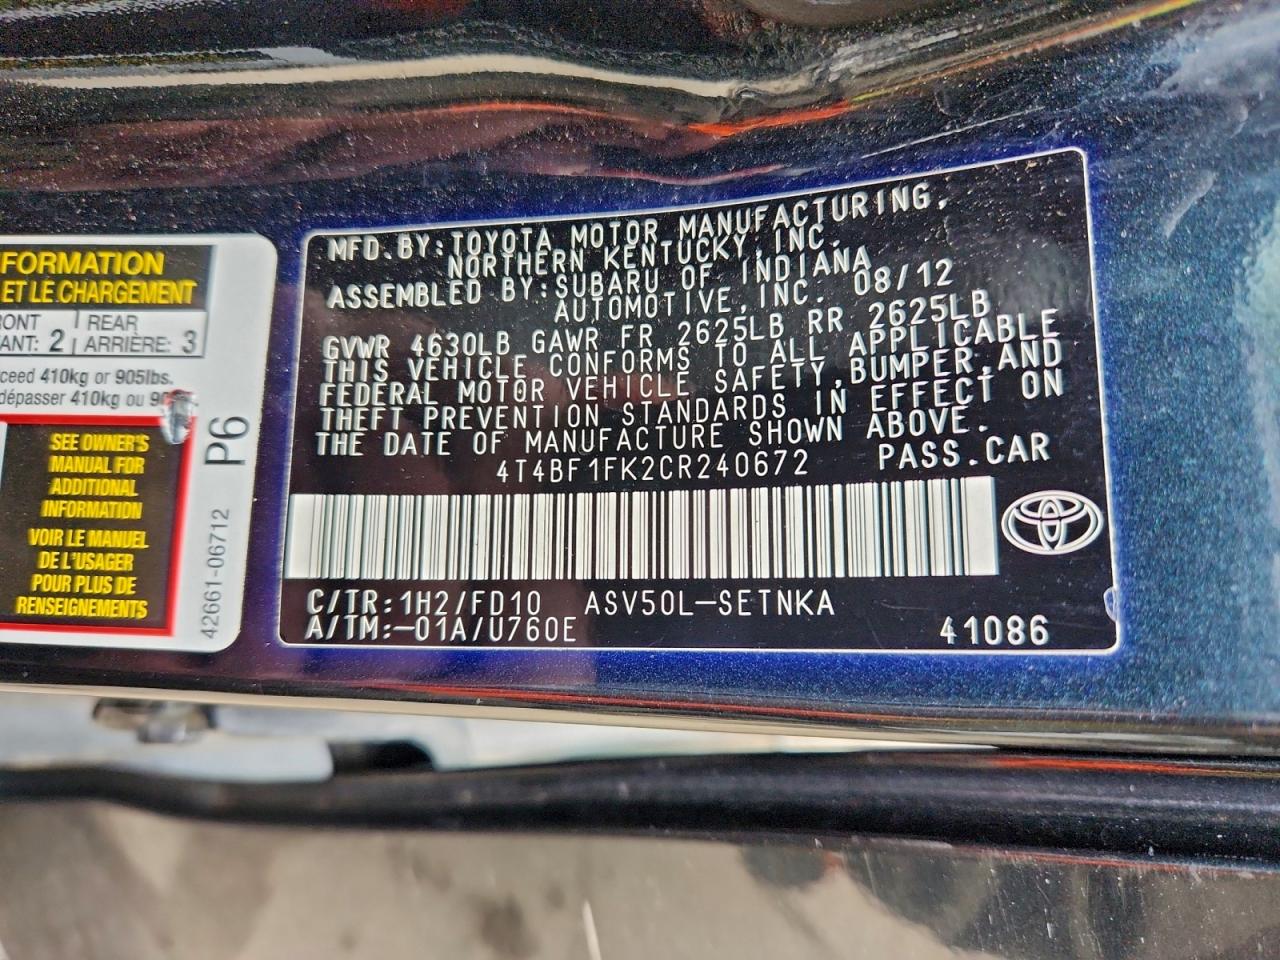 FORMATION
ET LE CHARGEMENT
RONT
ANT: 2
REAR
ARRIÈRE: 3
ceed 410kg or 905lbs.
dépasser 410kg ou
SEE OWNER'S
MANUAL FOR
ADDITIONAL
INFORMATION
VOIR LE MANUEL
DE L'USAGER
POUR PLUS DE
RENSEIGNEMENTS
P6
42661-06712
MFD.BY:TOYOTA MOTOR MANUFACTURING,
NORTHERN KENTUCKY,INC.
ASSEMBLED BY:SUBARU OF INDIANA
AUTOMOTIVE,INC. 08/12
GVWR 4630LB GAWR FR 2625LB RR 2625LB
THIS VEHICLE CONFORMS TO ALL APPLICABLE
FEDERAL MOTOR VEHICLE SAFETY,BUMPER,AND
THEFT PREVENTION STANDARDS IN EFFECT ON
THE DATE OF MANUFACTURE SHOWN ABOVE.
4T4BF1FK2CR240672 PASS.CAR
C/TR:1H2/FD10 ASV50L-SETNKA
A/TM:-01A/U760E 41086